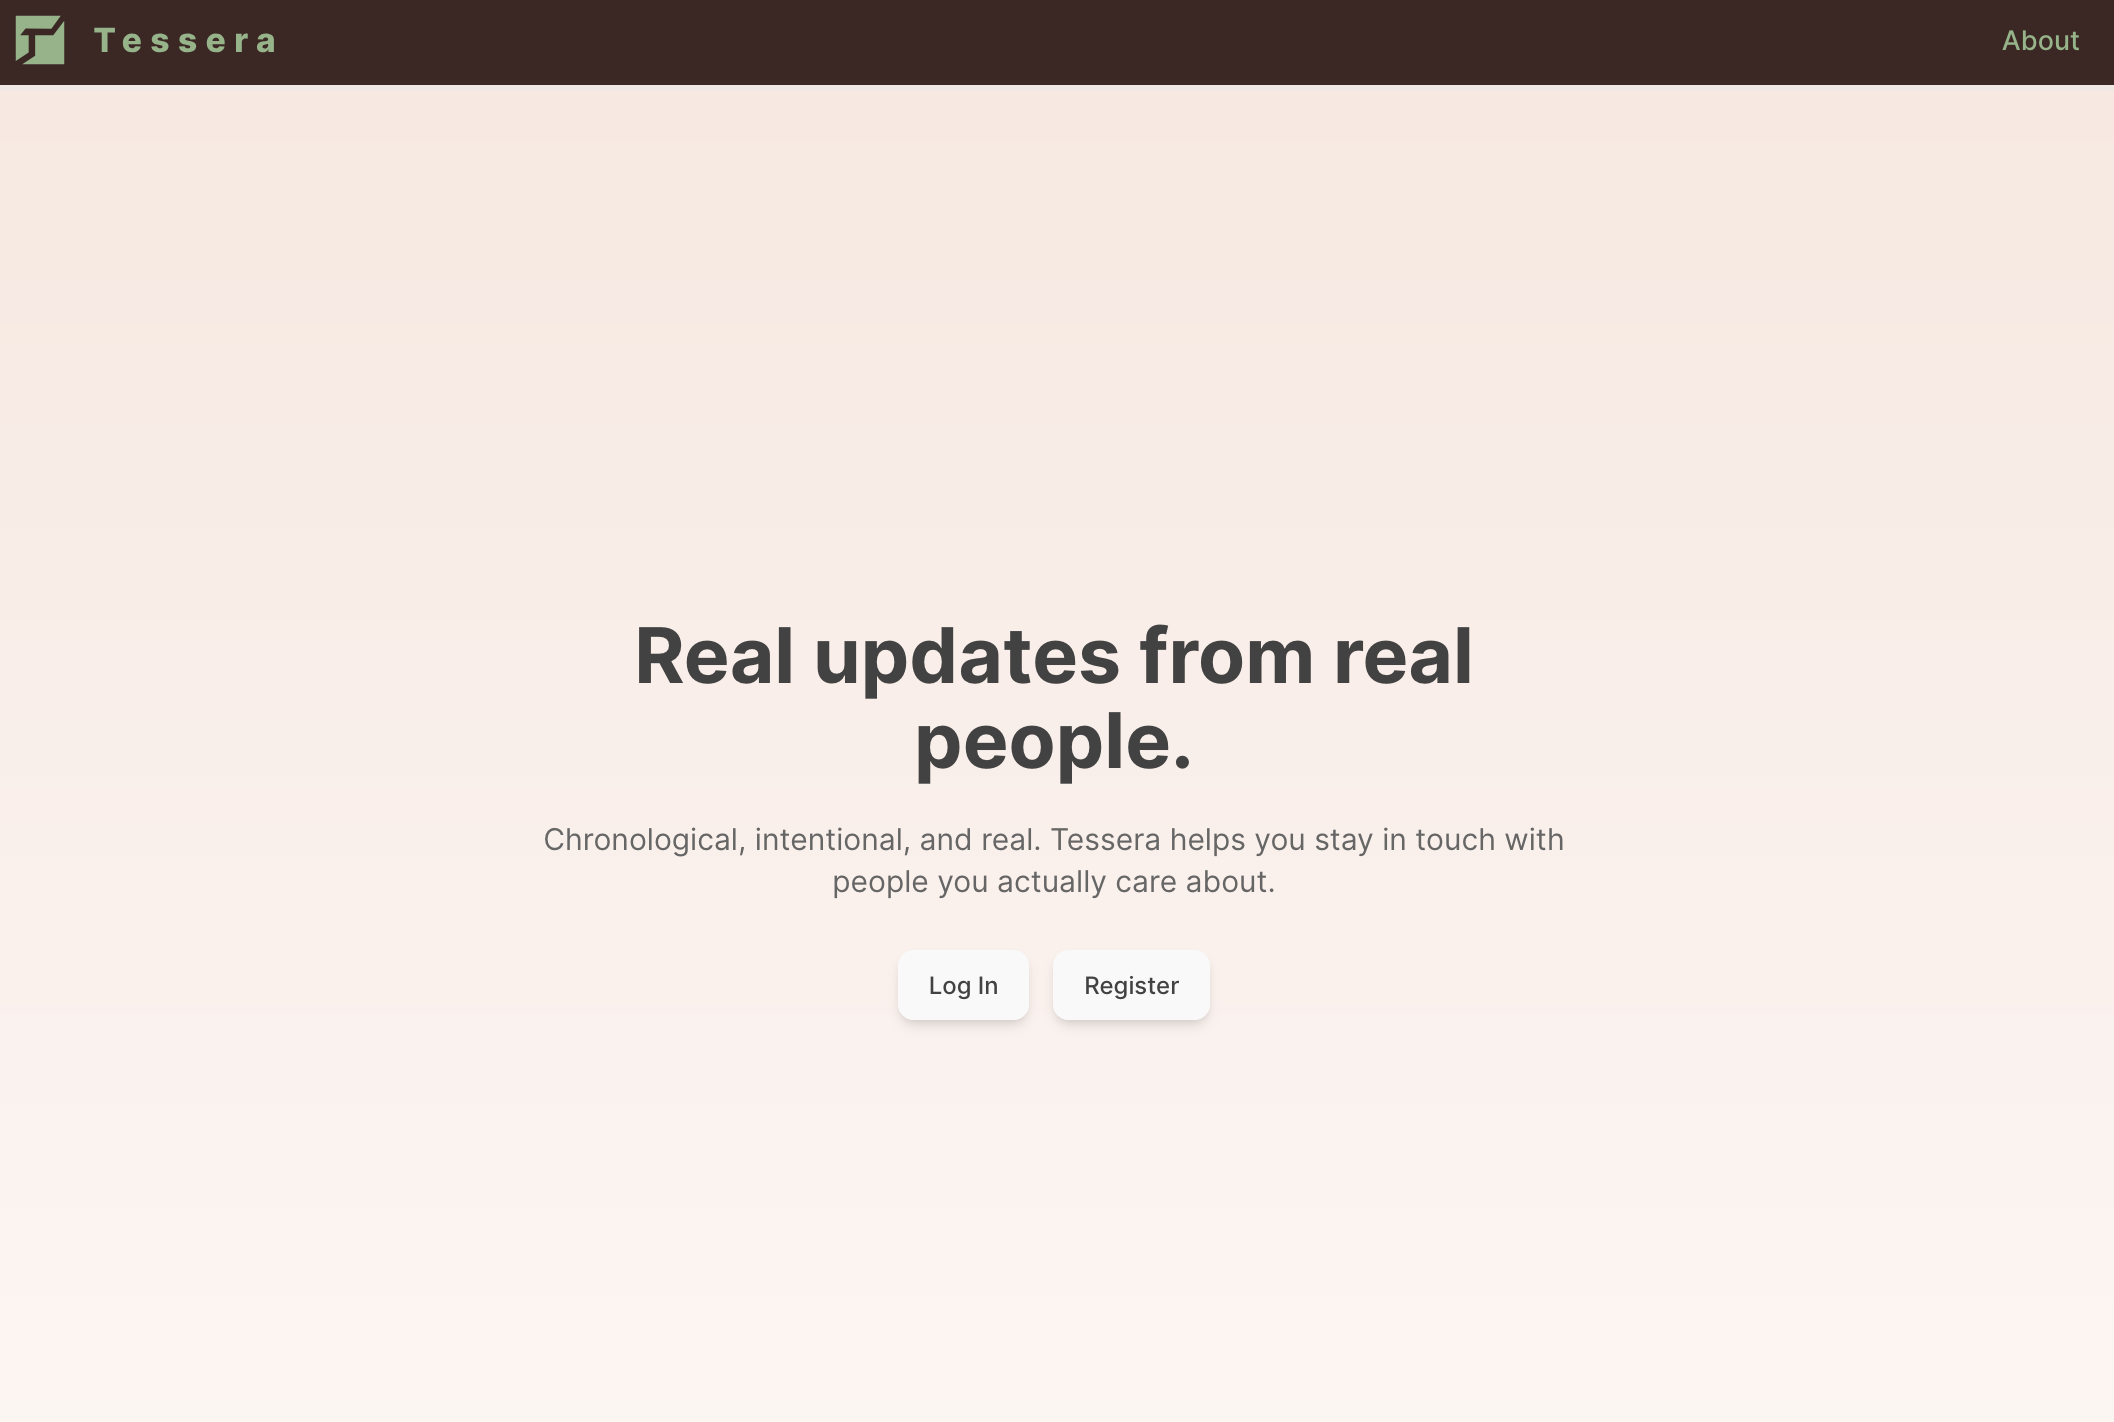 Tessera
About
Real updates from real
people.
Chronological, intentional, and real. Tessera helps you stay in touch with
people you actually care about.
Log In
Register